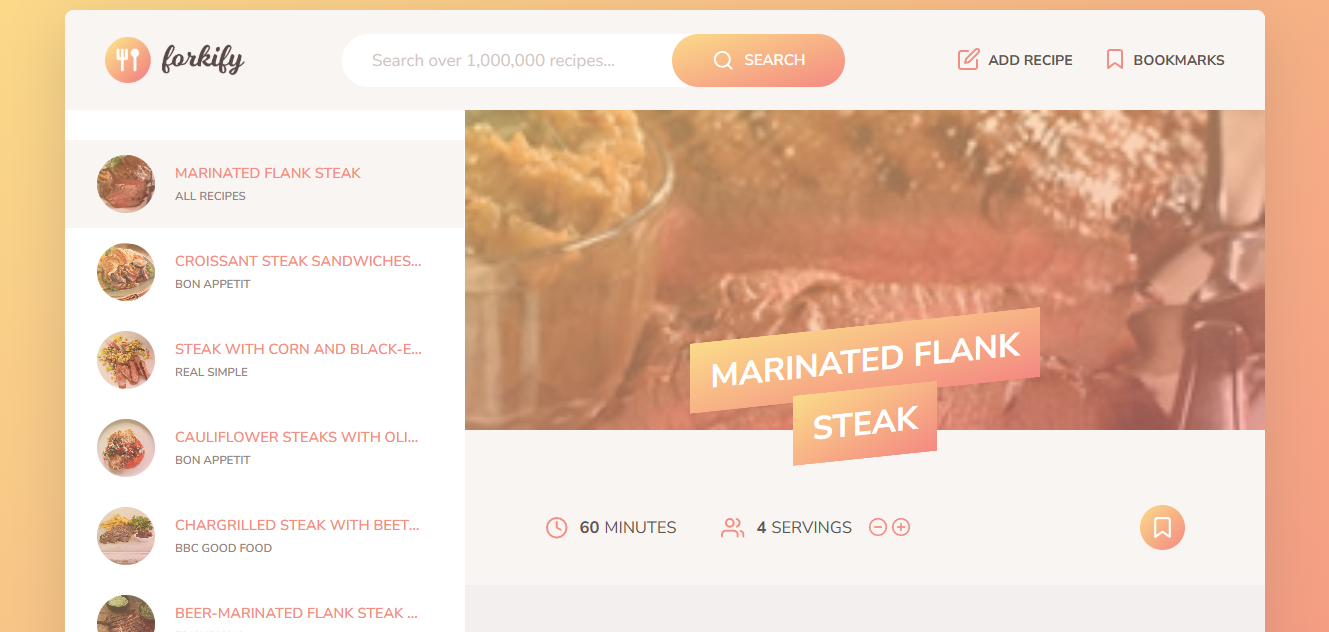 forkify
Search over 1,000,000 recipes...
SEARCH
ADD RECIPE
BOOKMARKS
MARINATED FLANK STEAK
ALL RECIPES
CROISSANT STEAK SANDWICHES...
BON APPETIT
STEAK WITH CORN AND BLACK-E...
REAL SIMPLE
CAULIFLOWER STEAKS WITH OLI...
BON APPETIT
CHARGRILLED STEAK WITH BEET...
BBC GOOD FOOD
BEER-MARINATED FLANK STEAK ...
MARINATED FLANK
STEAK
60 MINUTES
4 SERVINGS